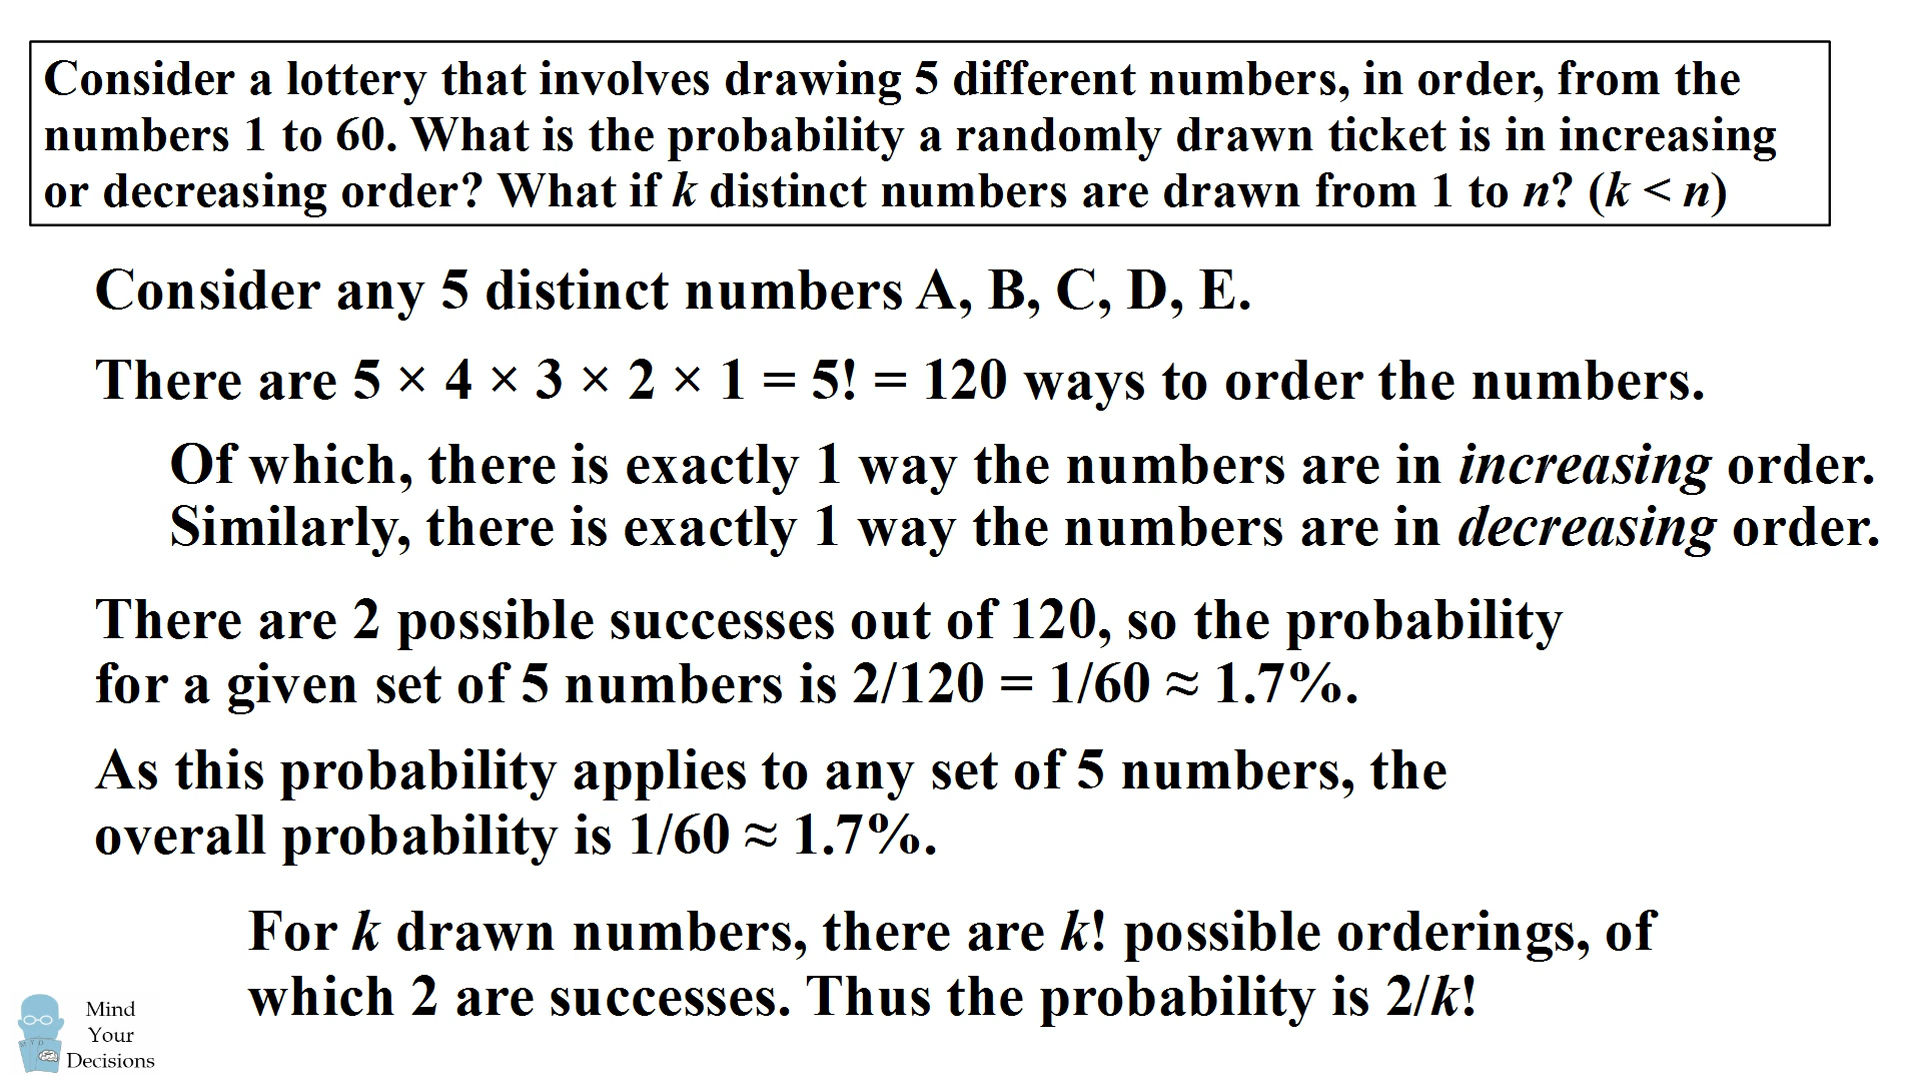 Consider a lottery that involves drawing 5 different numbers, in order, from the
numbers 1 to 60. What is the probability a randomly drawn ticket is in increasing
or decreasing order? What if k distinct numbers are drawn from 1 to n? (k < n)
Consider any 5 distinct numbers A, B, C, D, E.
There are 5 × 4 × 3 × 2 × 1 = 5! = 120 ways to order the numbers.
Of which, there is exactly 1 way the numbers are in increasing order.
Similarly, there is exactly 1 way the numbers are in decreasing order.
There are 2 possible successes out of 120, so the probability
for a given set of 5 numbers is 2/120 = 1/60 ≈ 1.7%.
As this probability applies to any set of 5 numbers, the
overall probability is 1/60 ≈ 1.7%.
For k drawn numbers, there are k! possible orderings, of
which 2 are successes. Thus the probability is 2/k!
Mind
Your
Decisions
M Y D